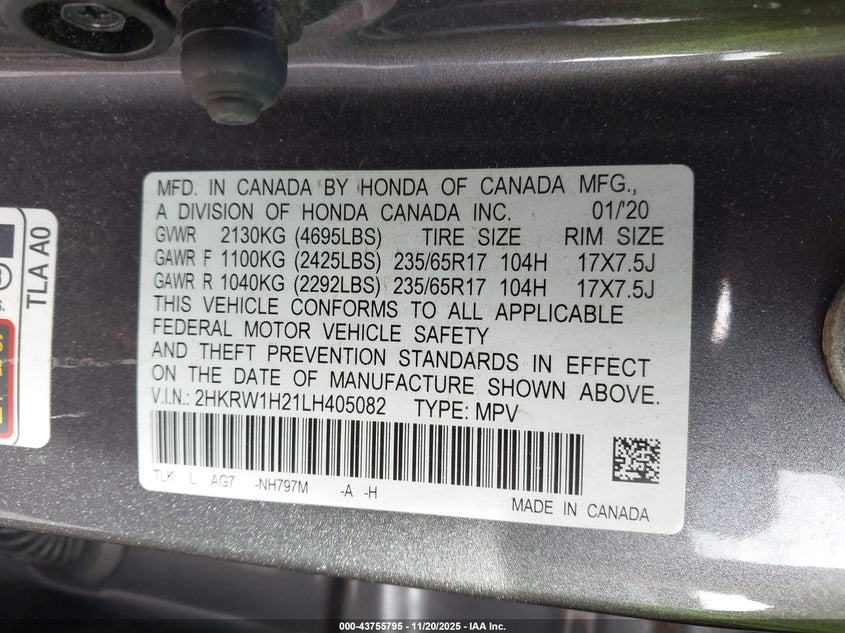 MFD. IN CANADA BY HONDA OF CANADA MFG.,
A DIVISION OF HONDA CANADA INC. 01/'20
GVWR 2130KG (4695LBS) TIRE SIZE RIM SIZE
GAWR F 1100KG (2425LBS) 235/65R17 104H 17X7.5J
GAWR R 1040KG (2292LBS) 235/65R17 104H 17X7.5J
THIS VEHICLE CONFORMS TO ALL APPLICABLE
FEDERAL MOTOR VEHICLE SAFETY
AND THEFT PREVENTION STANDARDS IN EFFECT
ON THE DATE OF MANUFACTURE SHOWN ABOVE.
V.I.N.: 2HKRW1H21LH405082 TYPE: MPV
TLK L AG7 -NH797M -A -H
MADE IN CANADA
TLA A0
000-43755795 - 11/20/2025 - IAA Inc.